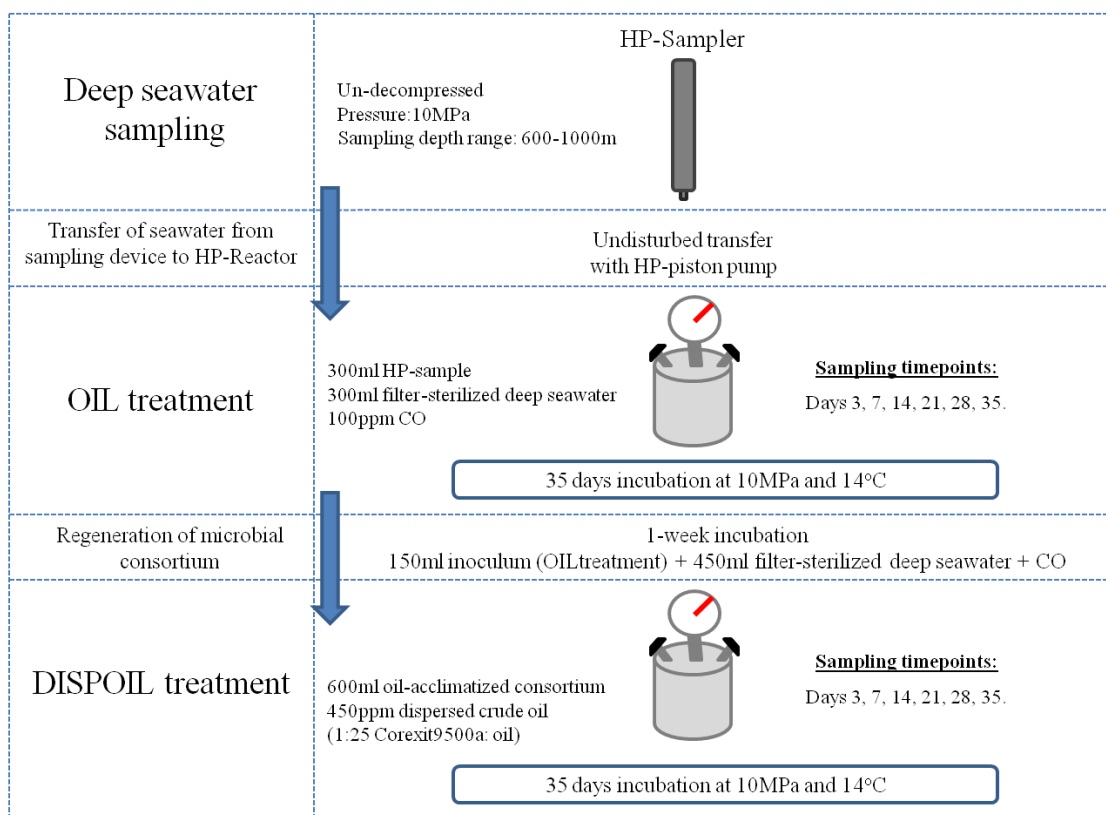 HP-Sampler
Deep seawater
sampling
Un-decompressed
Pressure:10MPa
Sampling depth range: 600-1000m
Transfer of seawater from
sampling device to HP-Reactor
Undisturbed transfer
with HP-piston pump
OIL treatment
300ml HP-sample
300ml filter-sterilized deep seawater
100ppm CO
Sampling timepoints:
Days 3, 7, 14, 21, 28, 35.
35 days incubation at 10MPa and 14°C
Regeneration of microbial
consortium
1-week incubation
150ml inoculum (OILtreatment) + 450ml filter-sterilized deep seawater + CO
DISPOIL treatment
600ml oil-acclimatized consortium
450ppm dispersed crude oil
(1:25 Corexit9500a: oil)
Sampling timepoints:
Days 3, 7, 14, 21, 28, 35.
35 days incubation at 10MPa and 14°C